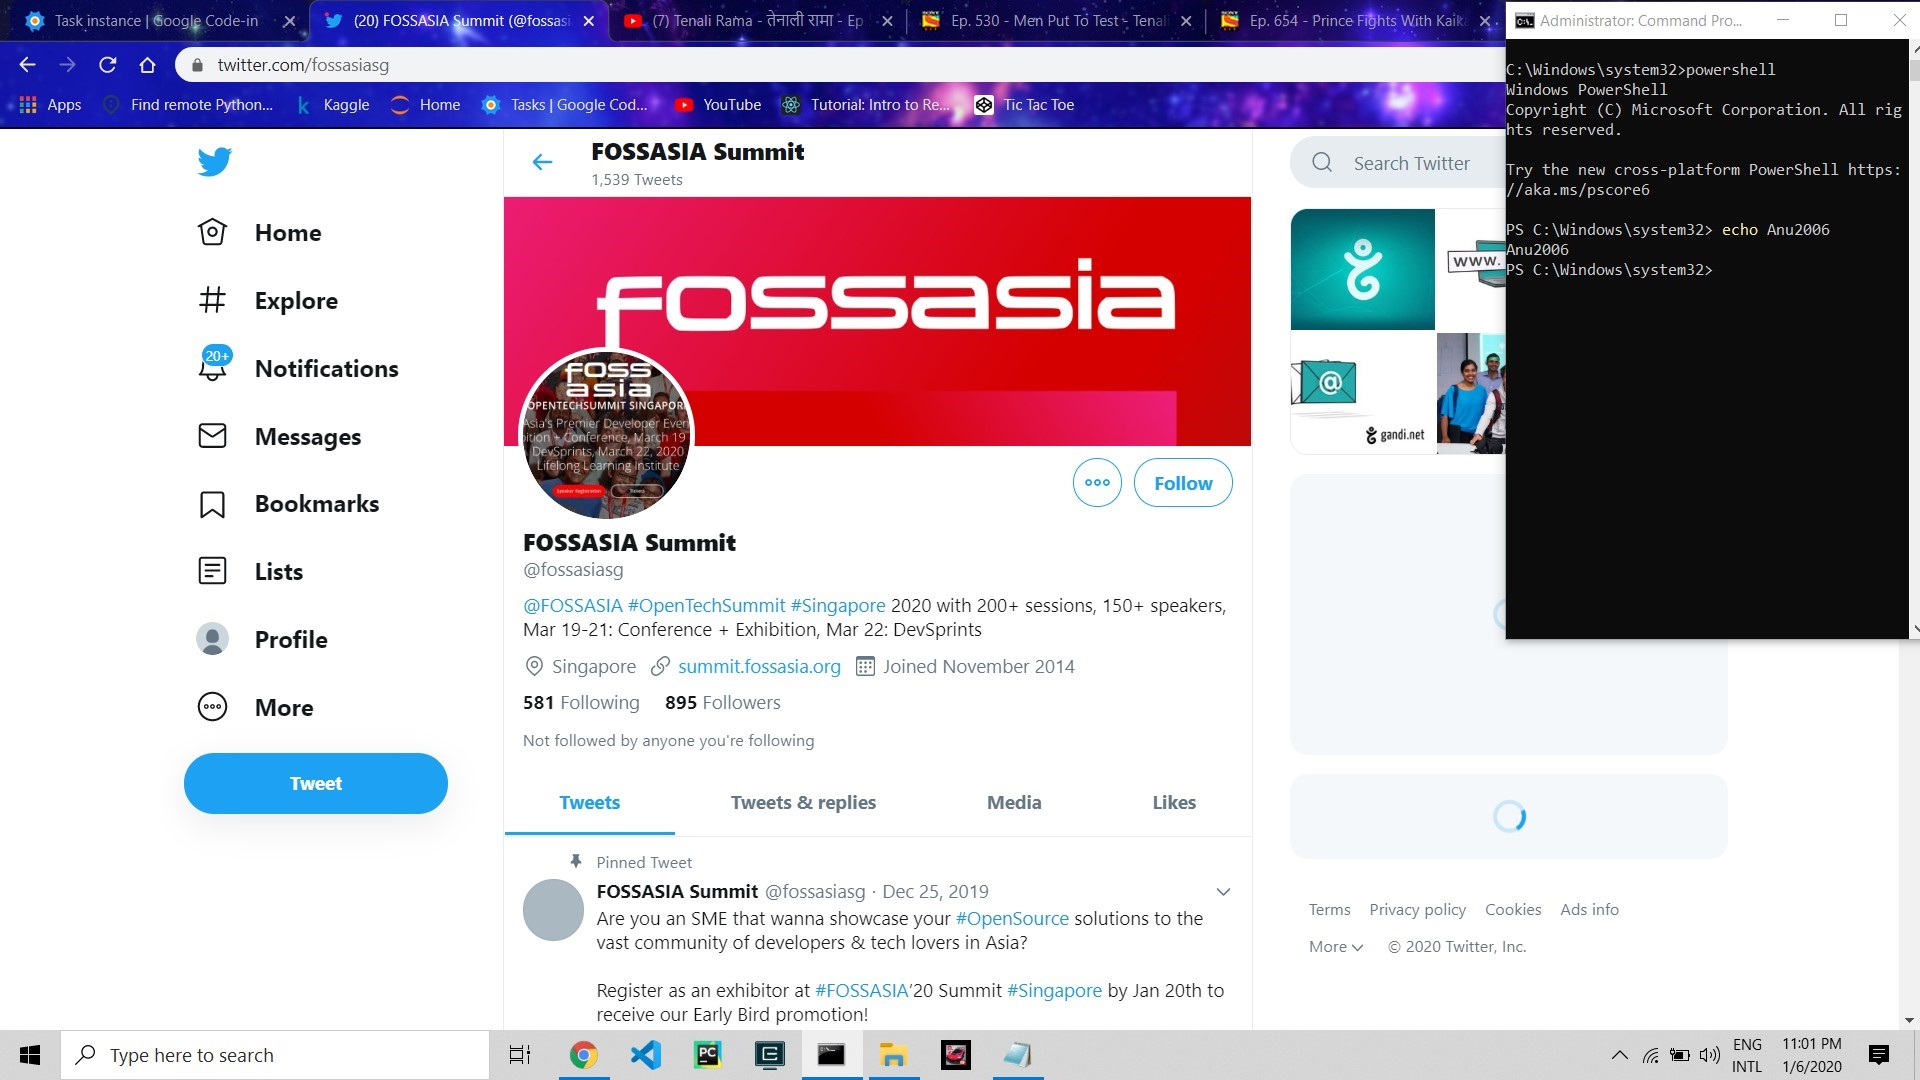 Task instance | Google Code-in
(20) FOSSASIA Summit (@fossasi
(7) Tenali Rama - तेनाली रामा - Ep
Ep. 530 - Men Put To Test - Tenali
Ep. 654 - Prince Fights With Kaik
twitter.com/fossasiasg
Apps
Find remote Python...
Kaggle
Home
Tasks | Google Cod...
YouTube
Tutorial: Intro to Re...
Tic Tac Toe
Administrator: Command Pro...
C:\Windows\system32>powershell
Windows PowerShell
Copyright (C) Microsoft Corporation. All rig
hts reserved.
Try the new cross-platform PowerShell https:
//aka.ms/pscore6
PS C:\Windows\system32> echo Anu2006
Anu2006
PS C:\Windows\system32>
Home
Explore
20+
Notifications
Messages
Bookmarks
Lists
Profile
More
Tweet
FOSSASIA Summit
1,539 Tweets
fossasia
foss
asia
OPENTECHSUMMIT SINGAPOR
Asia's Premier Developer Even
ition + Conference, March 19
DevSprints, March 22, 2020
Lifelong Learning Institute
Speaker Registration
Tickets
Follow
FOSSASIA Summit
@fossasiasg
@FOSSASIA #OpenTechSummit #Singapore 2020 with 200+ sessions, 150+ speakers,
Mar 19-21: Conference + Exhibition, Mar 22: DevSprints
Singapore
summit.fossasia.org
Joined November 2014
581 Following
895 Followers
Not followed by anyone you're following
Tweets
Tweets & replies
Media
Likes
Pinned Tweet
FOSSASIA Summit @fossasiasg · Dec 25, 2019
Are you an SME that wanna showcase your #OpenSource solutions to the
vast community of developers & tech lovers in Asia?
Register as an exhibitor at #FOSSASIA'20 Summit #Singapore by Jan 20th to
receive our Early Bird promotion!
Search Twitter
www.
@
gandi.net
Terms
Privacy policy
Cookies
Ads info
More
© 2020 Twitter, Inc.
Type here to search
PC
ENG
INTL
11:01 PM
1/6/2020